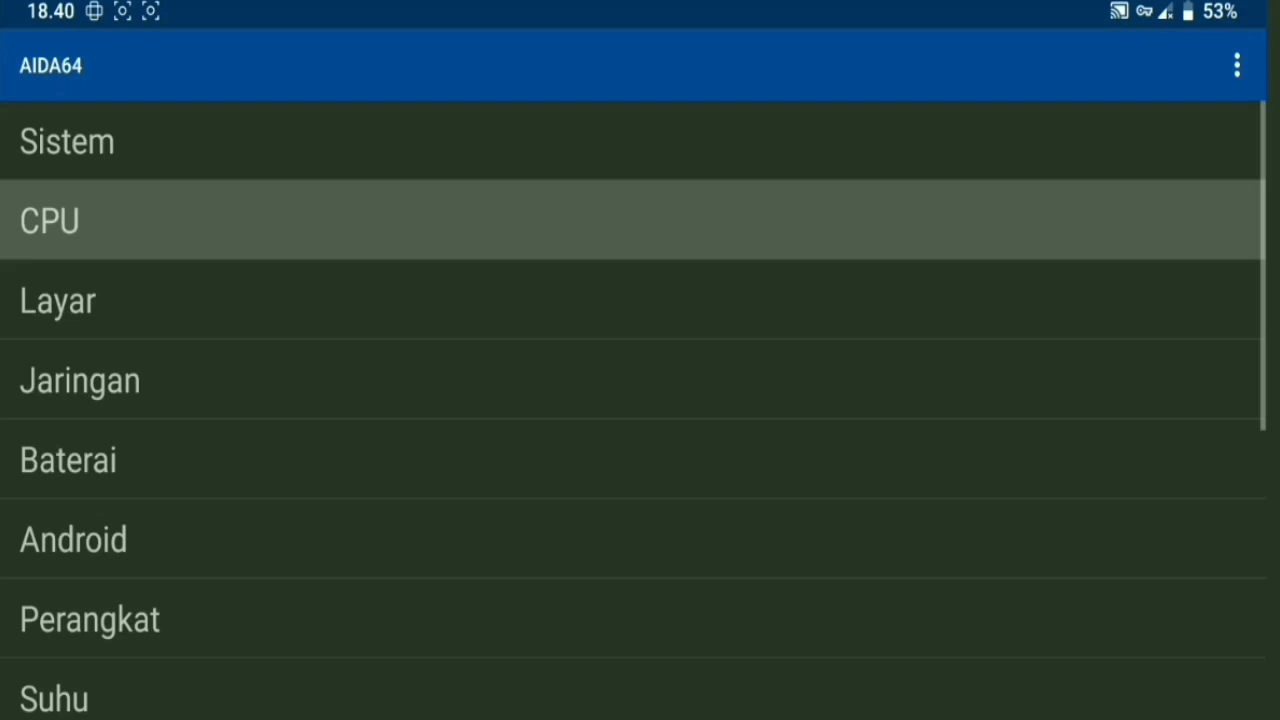 18.40
53%
AIDA64
Sistem
CPU
Layar
Jaringan
Baterai
Android
Perangkat
Suhu